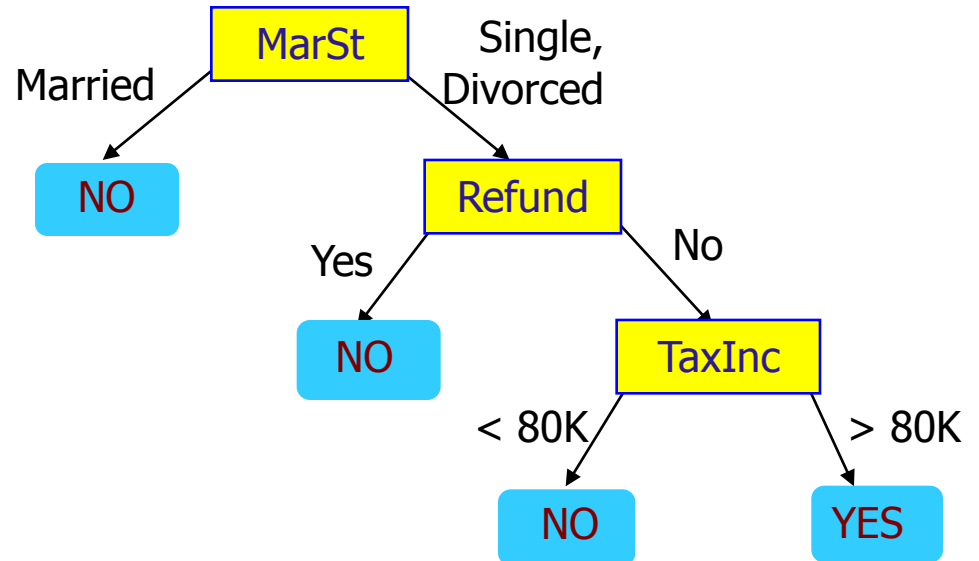 MarSt
Single,
Married
Divorced
NO
Refund
Yes
No
NO
TaxInc
< 80K
> 80K
NO
YES